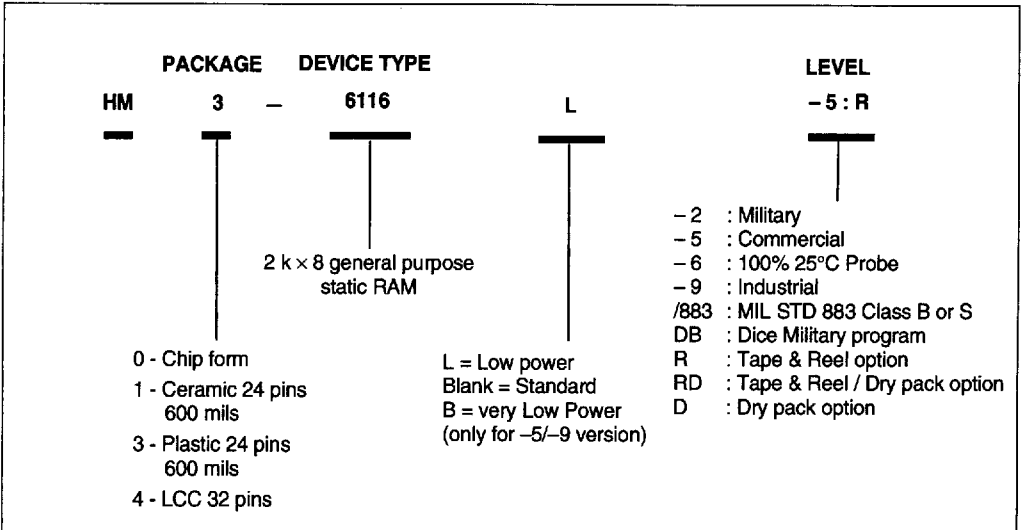 PACKAGE DEVICE TYPE LEVEL
HM 3 – 6116 L – 5 : R
2 k × 8 general purpose
static RAM
0 - Chip form
1 - Ceramic 24 pins
600 mils
3 - Plastic 24 pins
600 mils
4 - LCC 32 pins
L = Low power
Blank = Standard
B = very Low Power
(only for –5/–9 version)
– 2 : Military
– 5 : Commercial
– 6 : 100% 25°C Probe
– 9 : Industrial
/883 : MIL STD 883 Class B or S
DB : Dice Military program
R : Tape & Reel option
RD : Tape & Reel / Dry pack option
D : Dry pack option